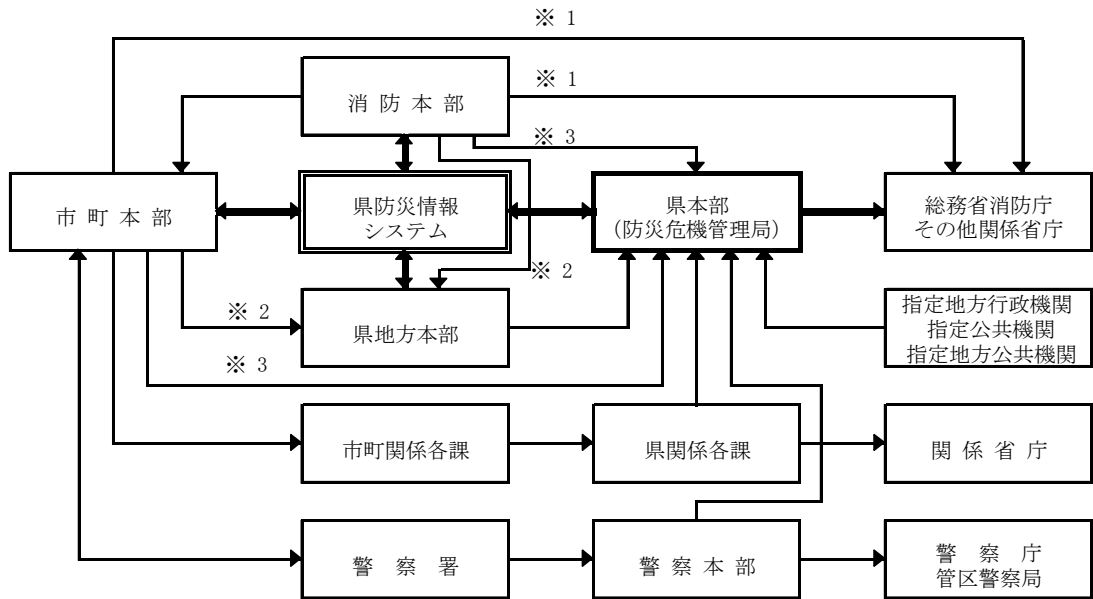 ※ 1
消 防 本 部
※ 1
※ 3
市 町 本 部
県防災情報
システム
県本部
(防災危機管理局)
総務省消防庁
その他関係省庁
※ 2
※ 2
県地方本部
指定地方行政機関
指定公共機関
指定地方公共機関
※ 3
市町関係各課
県関係各課
関 係 省 庁
警 察 署
警 察 本 部
警 察 庁
管区警察局